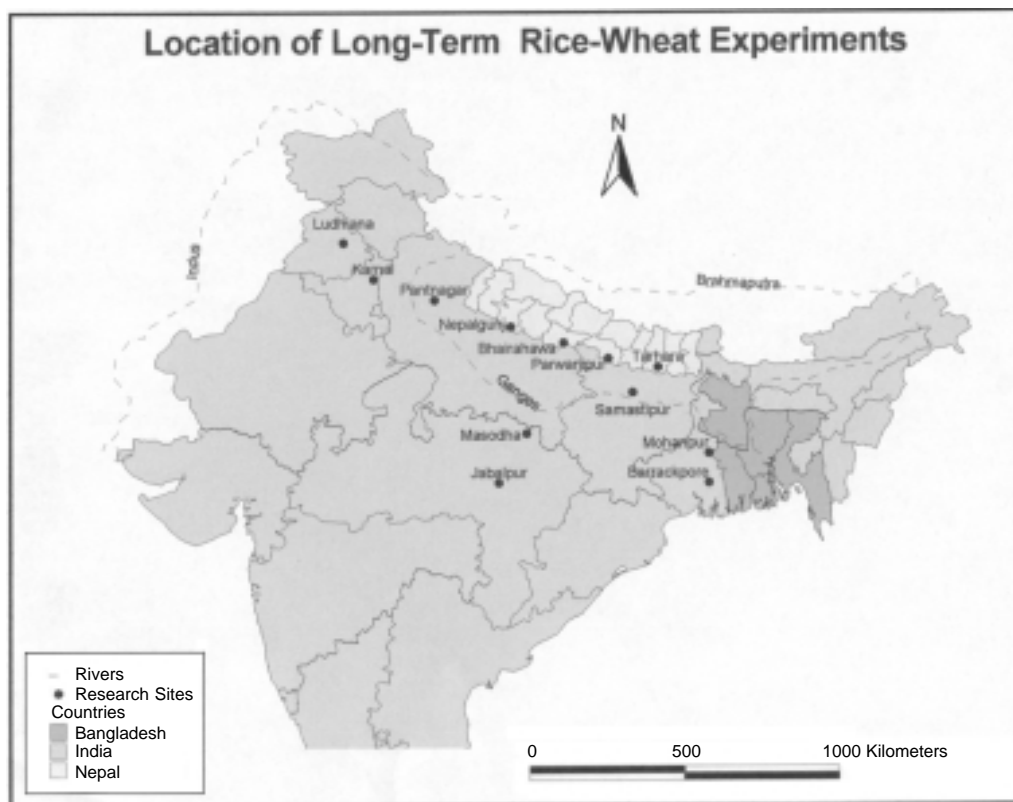 Location of Long-Term Rice-Wheat Experiments
N
Indus
Ludhiana
Karnal
Pantnagar
Brahmaputra
Nepalgunj
Bhairahawa
Parwanipur
Tarhara
Ganges
Samastipur
Masodha
Mohanpur
Jabalpur
Barrackpore
Rivers
Research Sites
Countries
Bangladesh
India
Nepal
0 500 1000 Kilometers